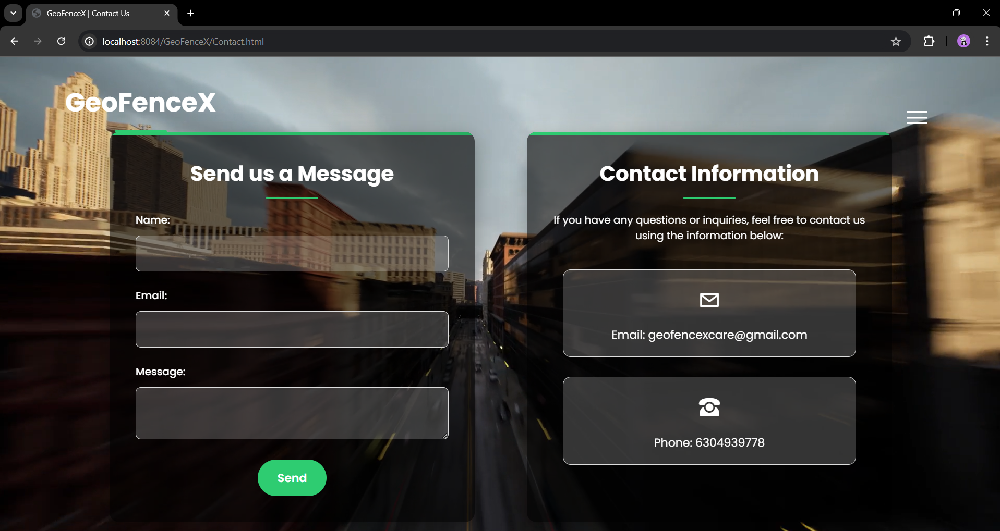 GeoFenceX | Contact Us
localhost:8084/GeoFenceX/Contact.html
GeoFenceX
Send us a Message
Name:
Email:
Message:
Send
Contact Information
If you have any questions or inquiries, feel free to contact us
using the information below:
Email: geofencexcare@gmail.com
Phone: 6304939778